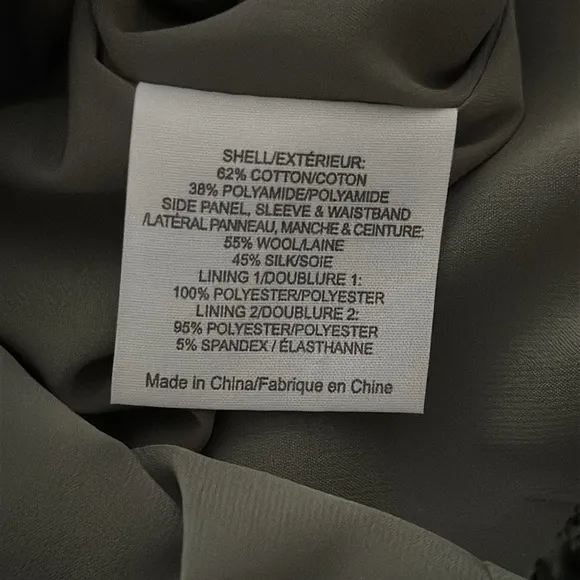 SHELL/EXTÉRIEUR:
62% COTTON/COTON
38% POLYAMIDE/POLYAMIDE
SIDE PANEL, SLEEVE & WAISTBAND
/LATÉRAL PANNEAU, MANCHE & CEINTURE:
55% WOOL/LAINE
45% SILK/SOIE
LINING 1/DOUBLURE 1:
100% POLYESTER/POLYESTER
LINING 2/DOUBLURE 2:
95% POLYESTER/POLYESTER
5% SPANDEX / ÉLASTHANNE
Made in China/Fabrique en Chine